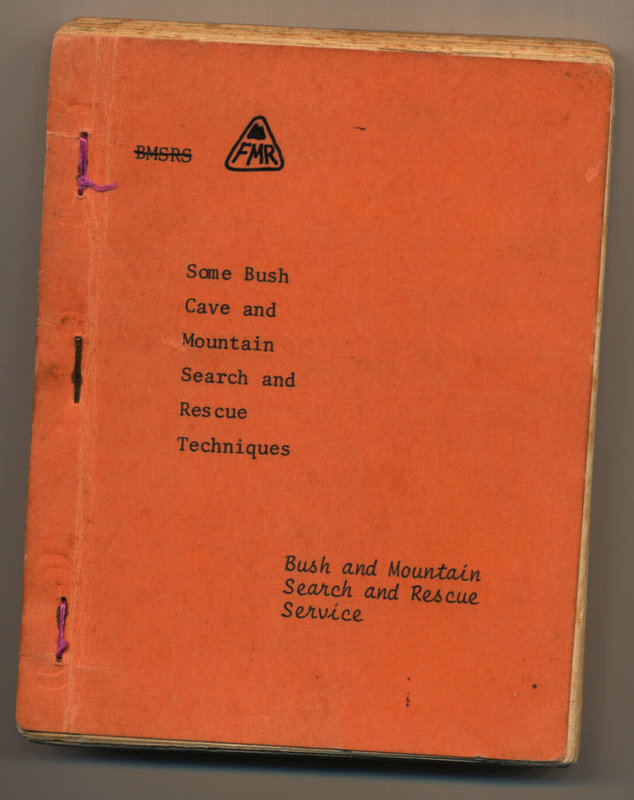 BMSRS
FMR
Some Bush
Cave and
Mountain
Search and
Rescue
Techniques
Bush and Mountain
Search and Rescue
Service